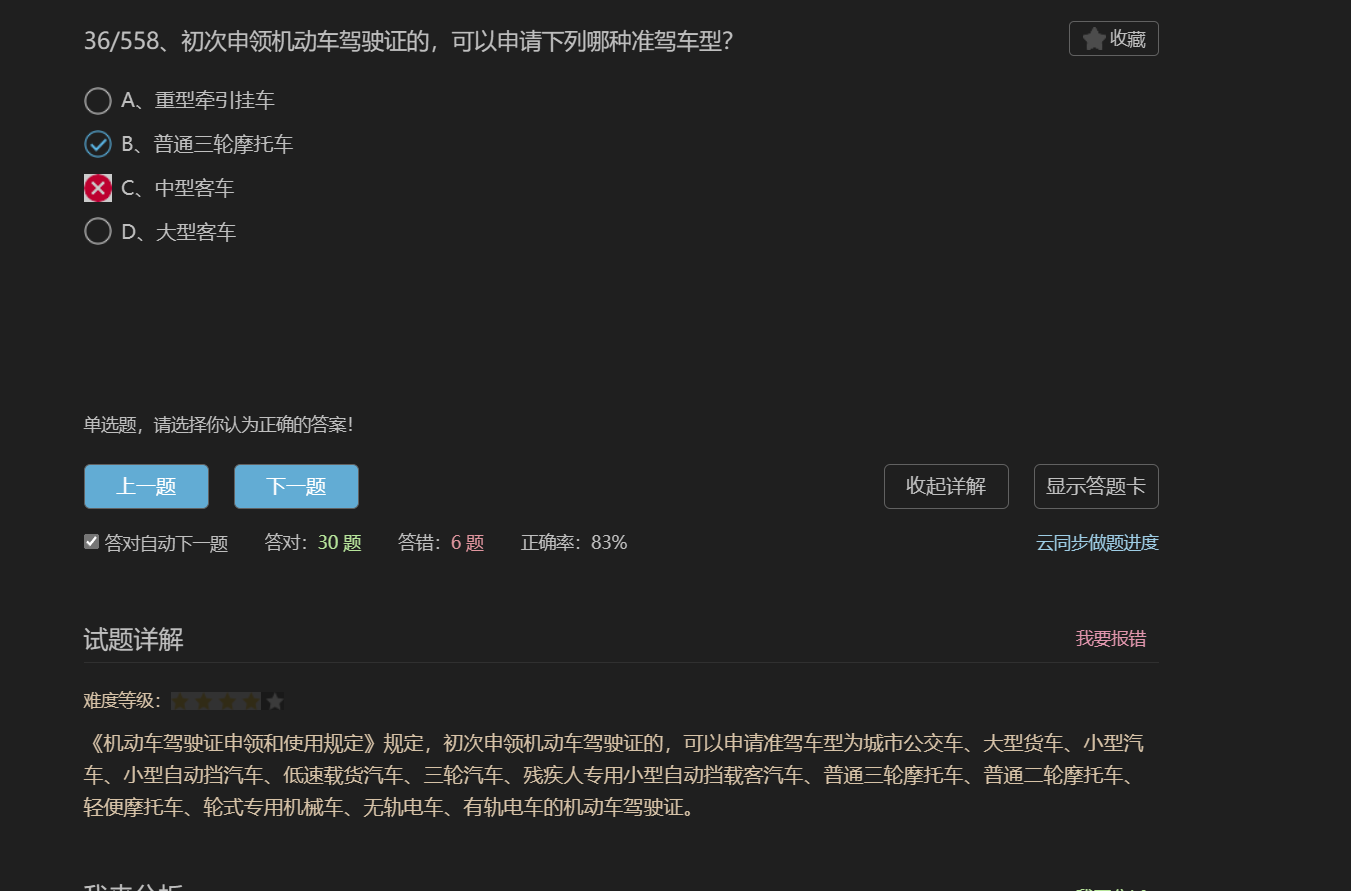 36/558、初次申领机动车驾驶证的，可以申请下列哪种准驾车型？
收藏
A、重型牵引挂车
B、普通三轮摩托车
C、中型客车
D、大型客车
单选题，请选择你认为正确的答案！
上一题 下一题 收起详解 显示答题卡
答对自动下一题 答对：30 题 答错：6 题 正确率：83% 云同步做题进度
试题详解 我要报错
难度等级：
《机动车驾驶证申领和使用规定》规定，初次申领机动车驾驶证的，可以申请准驾车型为城市公交车、大型货车、小型汽
车、小型自动挡汽车、低速载货汽车、三轮汽车、残疾人专用小型自动挡载客汽车、普通三轮摩托车、普通二轮摩托车、
轻便摩托车、轮式专用机械车、无轨电车、有轨电车的机动车驾驶证。